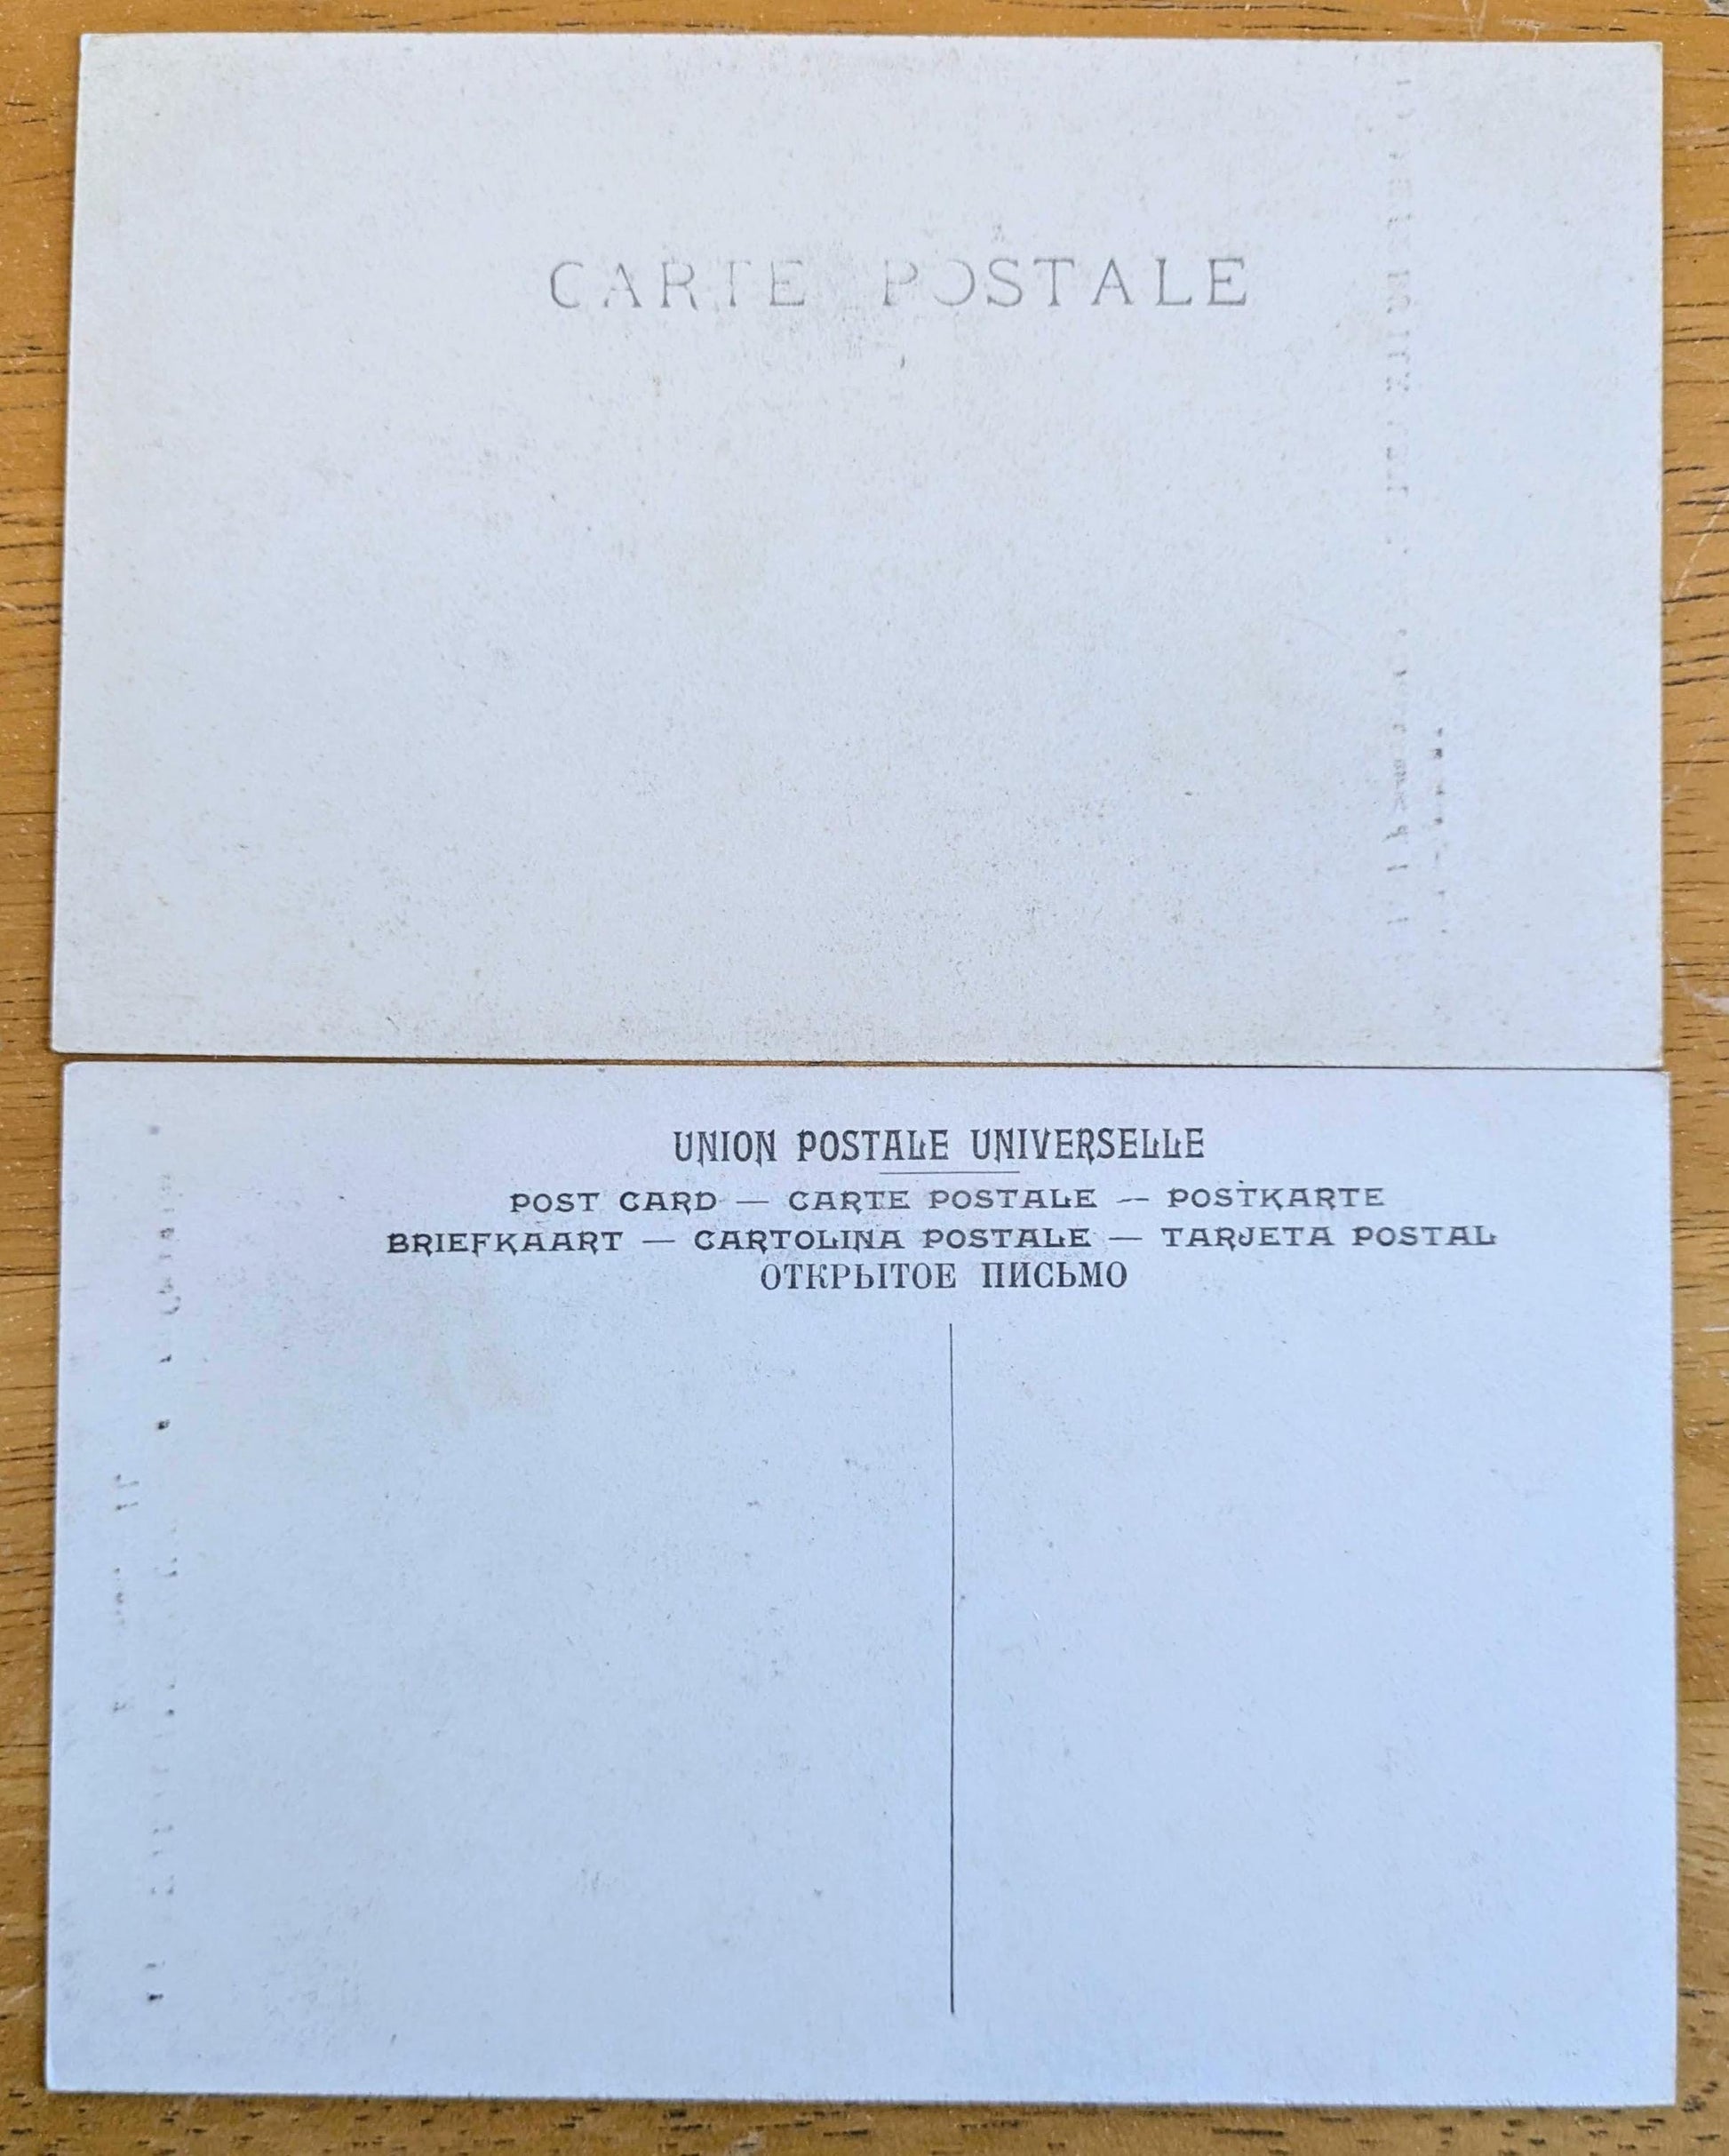 CARTE POSTALE
UNION POSTALE UNIVERSELLE
POST CARD — CARTE POSTALE — POSTKARTE
BRIEFKAART — CARTOLINA POSTALE — TARJETA POSTAL
ОТКРЫТОЕ ПИСЬМО